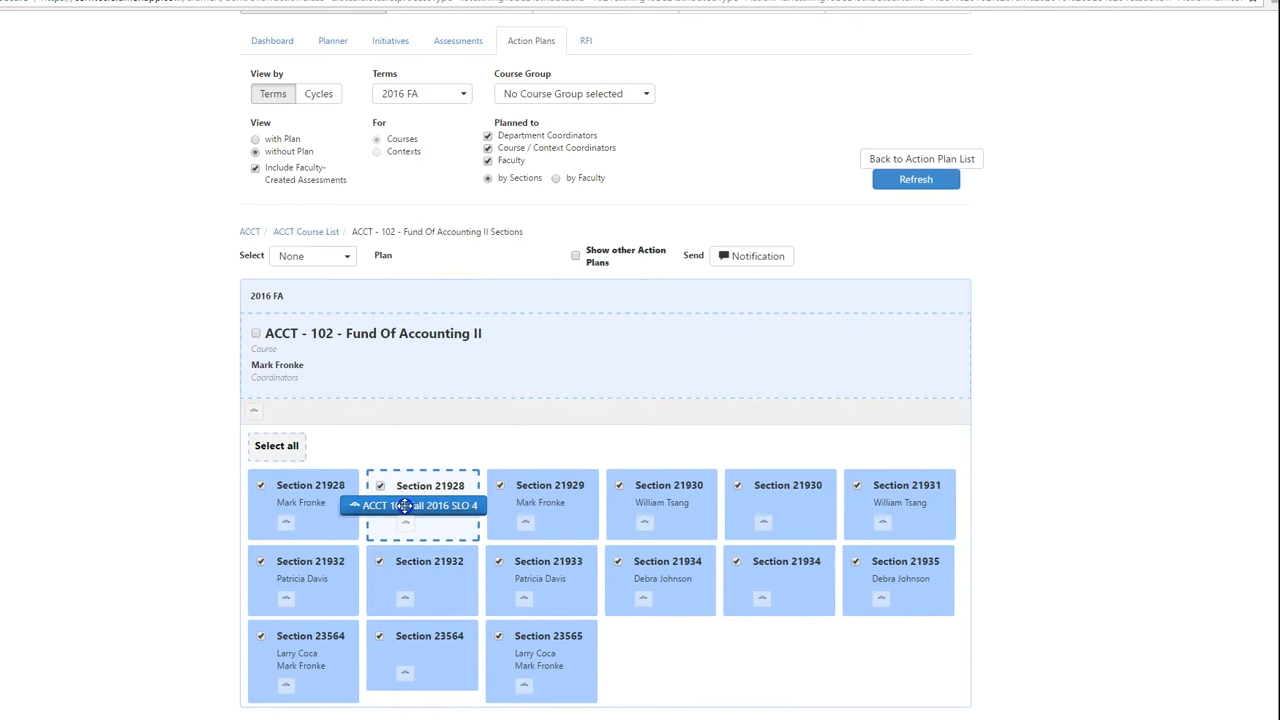 Dashboard Planner Initiatives Assessments Action Plans RFI
View by Terms Course Group
Terms Cycles 2016 FA No Course Group selected
View For Planned to
with Plan Courses Department Coordinators
without Plan Contexts Course / Context Coordinators
Include Faculty- Faculty
Created Assessments by Sections by Faculty
Back to Action Plan List
Refresh
ACCT / ACCT Course List / ACCT - 102 - Fund Of Accounting II Sections
Select None Plan Show other Action Plans Send Notification
2016 FA
ACCT - 102 - Fund Of Accounting II
Course
Mark Fronke
Coordinators
Select all
Section 21928 Section 21928 Section 21929 Section 21930 Section 21930 Section 21931
Mark Fronke Mark Fronke William Tsang William Tsang
ACCT all 2016 SLO 4
Section 21932 Section 21932 Section 21933 Section 21934 Section 21934 Section 21935
Patricia Davis Patricia Davis Debra Johnson Debra Johnson
Section 23564 Section 23564 Section 23565
Larry Coca Larry Coca
Mark Fronke Mark Fronke